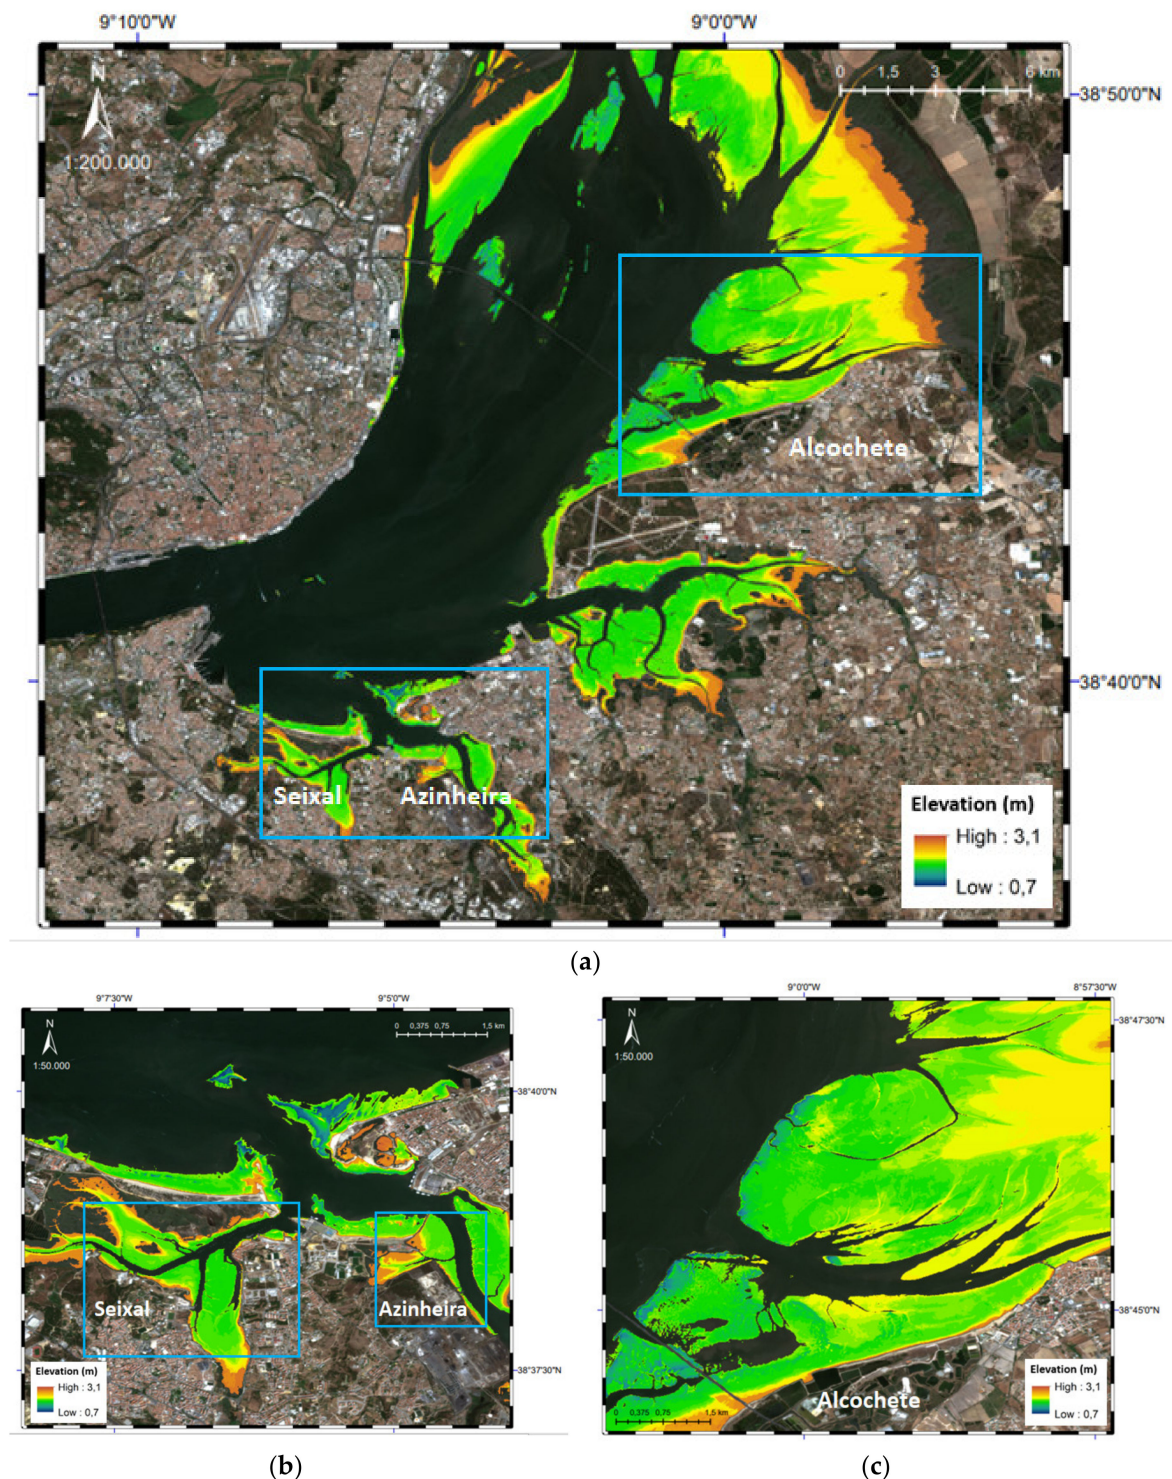 9°10'0"W
9°0'0"W
N
0 1,5 3 6 km
38°50'0"N
1:200.000
Alcochete
38°40'0"N
Seixal
Azinheira
Elevation (m)
High : 3,1
Low : 0,7
(a)
9°7'30"W
9°5'0"W
N
0 0,375 0,75 1,5 km
1:50.000
38°40'0"N
Seixal
Azinheira
Elevation (m)
High : 3,1
Low : 0,7
38°37'30"N
(b)
9°0'0"W
8°57'30"W
N
38°47'30"N
1:50.000
38°45'0"N
Elevation (m)
High : 3,1
Low : 0,7
Alcochete
0 0,375 0,75 1,5 km
(c)